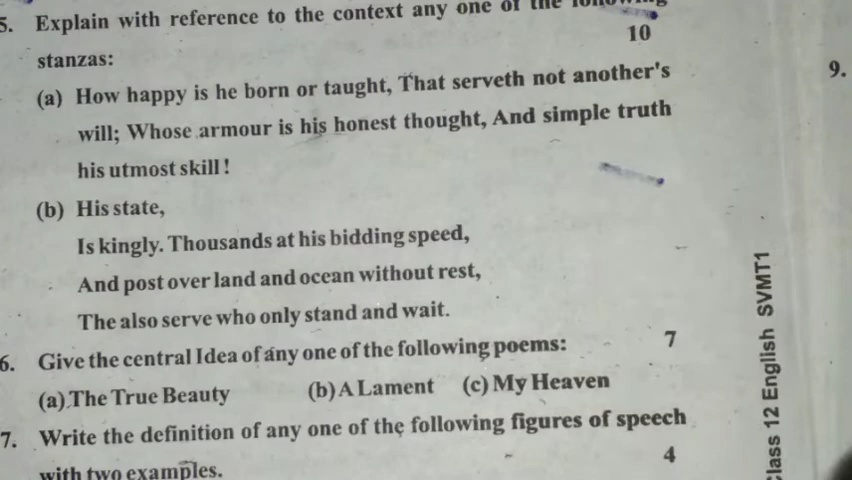 5. Explain with reference to the context any one of the following
stanzas: 10
(a) How happy is he born or taught, That serveth not another's
will; Whose armour is his honest thought, And simple truth
his utmost skill !
(b) His state,
Is kingly. Thousands at his bidding speed,
And post over land and ocean without rest,
The also serve who only stand and wait.
6. Give the central Idea of any one of the following poems: 7
(a) The True Beauty (b) A Lament (c) My Heaven
7. Write the definition of any one of the following figures of speech
with two examples. 4
9.
Class 12 English SVMT1